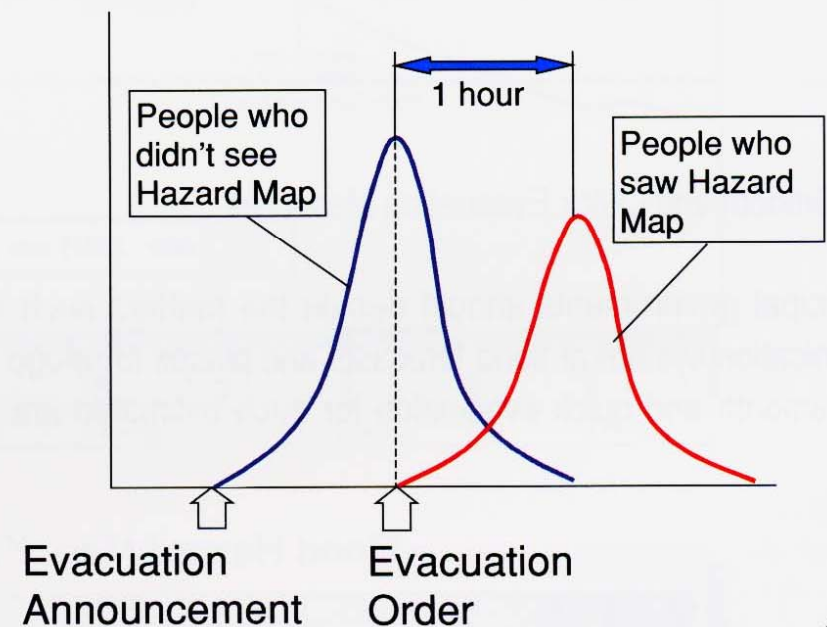 1 hour
People who
didn't see
Hazard Map
People who
saw Hazard
Map
Evacuation
Announcement
Evacuation
Order